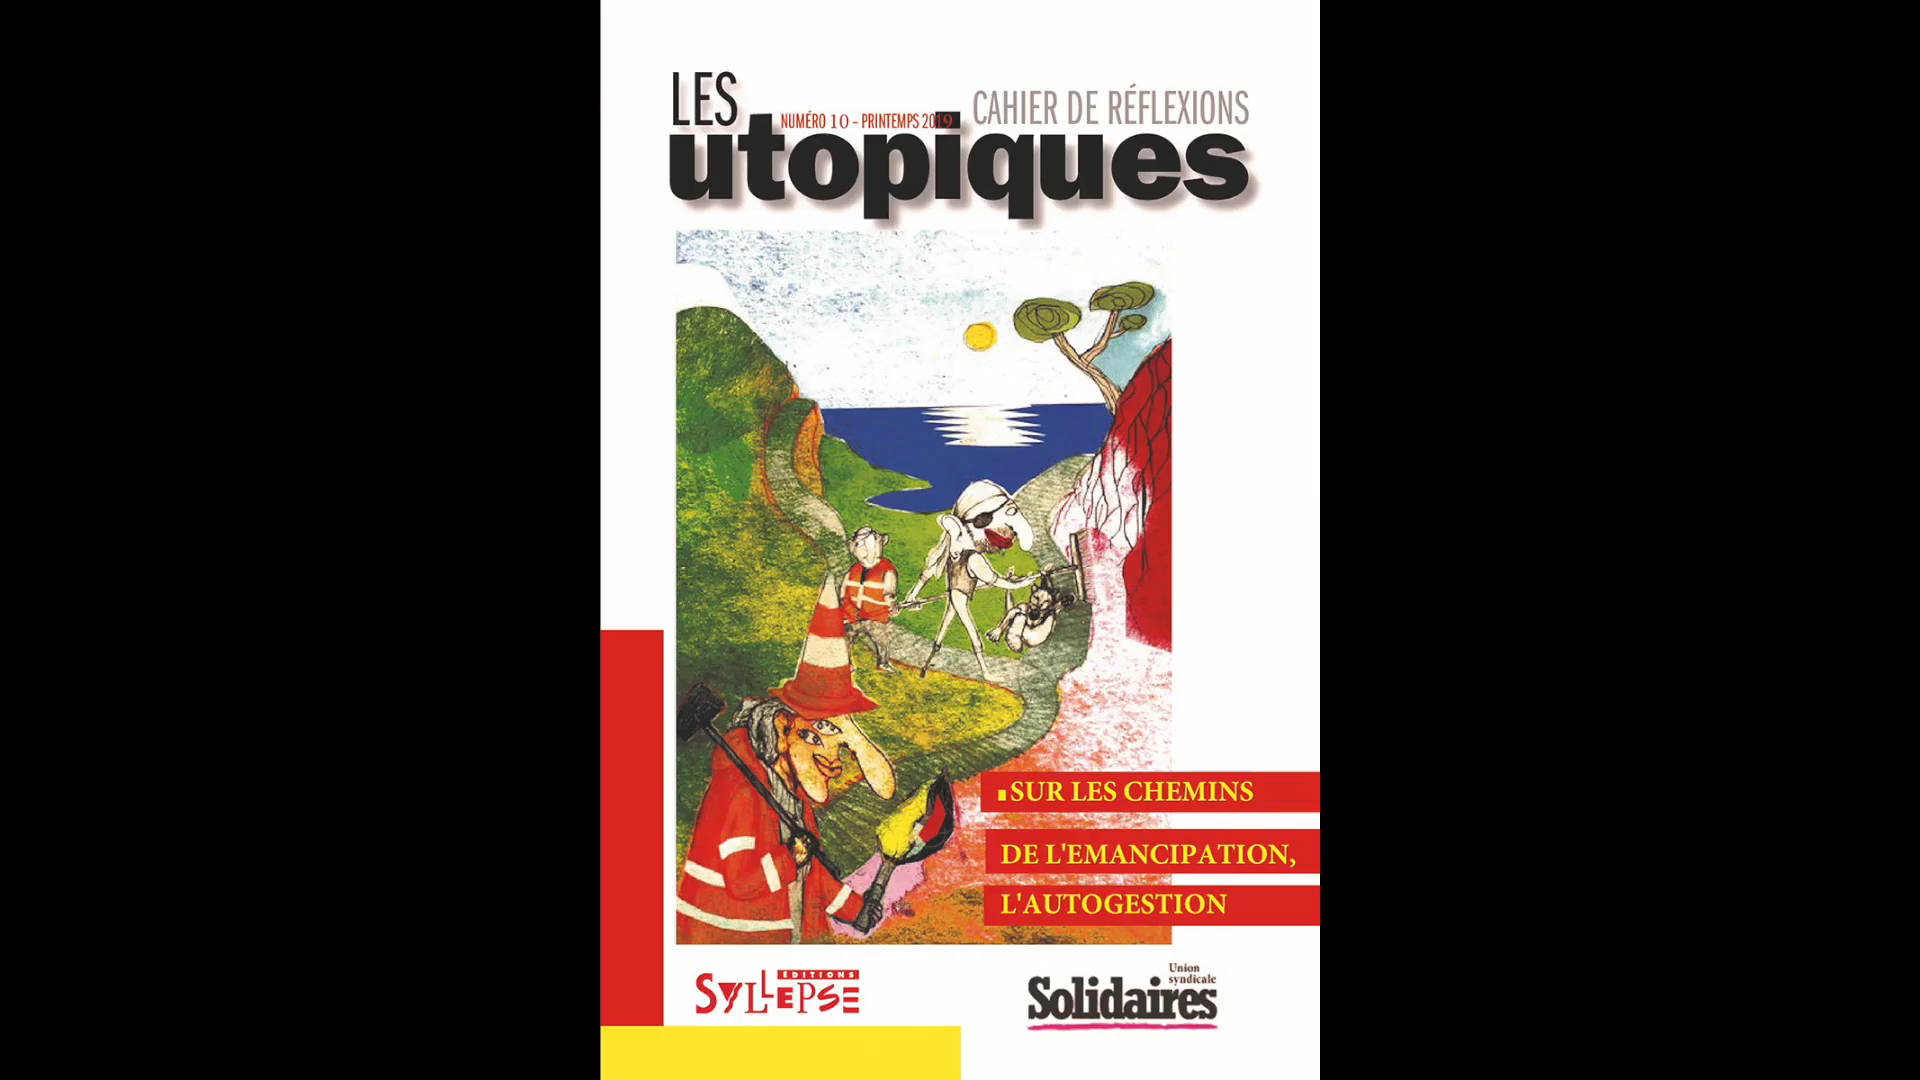 LES
CAHIER DE RÉFLEXIONS
NUMÉRO 10 - PRINTEMPS 2019
utopiques
SUR LES CHEMINS
DE L'EMANCIPATION,
L'AUTOGESTION
ÉDITIONS
SYLLEPSE
Union
syndicale
Solidaires